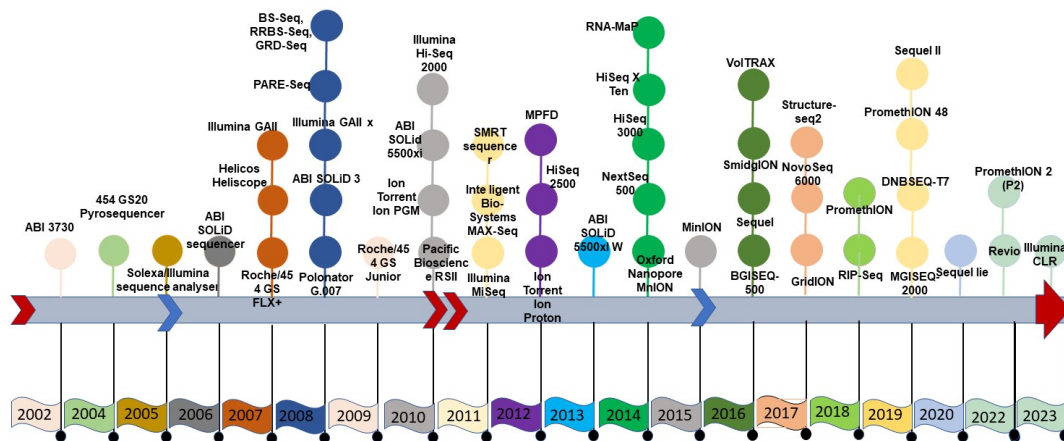 ABI 3730
454 GS20
Pyrosequencer
Solexa/Illumina
sequence analyser
ABI
SOLiD
sequencer
Illumina GAII
Helicos
Heliscope
Roche/45
4 GS
FLX+
BS-Seq,
RRBS-Seq,
GRD-Seq
PARE-Seq
Illumina GAII x
ABI SOLiD 3
Polonator
G.007
Roche/45
4 GS
Junior
Illumina
Hi-Seq
2000
ABI
SOLid
5500xi
Ion
Torrent
Ion PGM
Pacific
Bioscienc
e RSII
SMRT
sequence
r
Intelligent
Bio-
Systems
MAX-Seq
Illumina
MiSeq
MPFD
HiSeq
2500
Ion
Torrent
Ion
Proton
ABI
SOLiD
5500xl W
RNA-MaP
HiSeq X
Ten
HiSeq
3000
NextSeq
500
Oxford
Nanopore
MnION
MinION
VolTRAX
SmidgION
Sequel
BGISEQ-
500
Structure-
seq2
NovoSeq
6000
GridION
PromethION
RIP-Seq
Sequel II
PromethION 48
DNBSEQ-T7
MGISEQ-
2000
Sequel IIe
PromethION 2
(P2)
Revio
Illumina
CLR
2002
2004
2005
2006
2007
2008
2009
2010
2011
2012
2013
2014
2015
2016
2017
2018
2019
2020
2022
2023